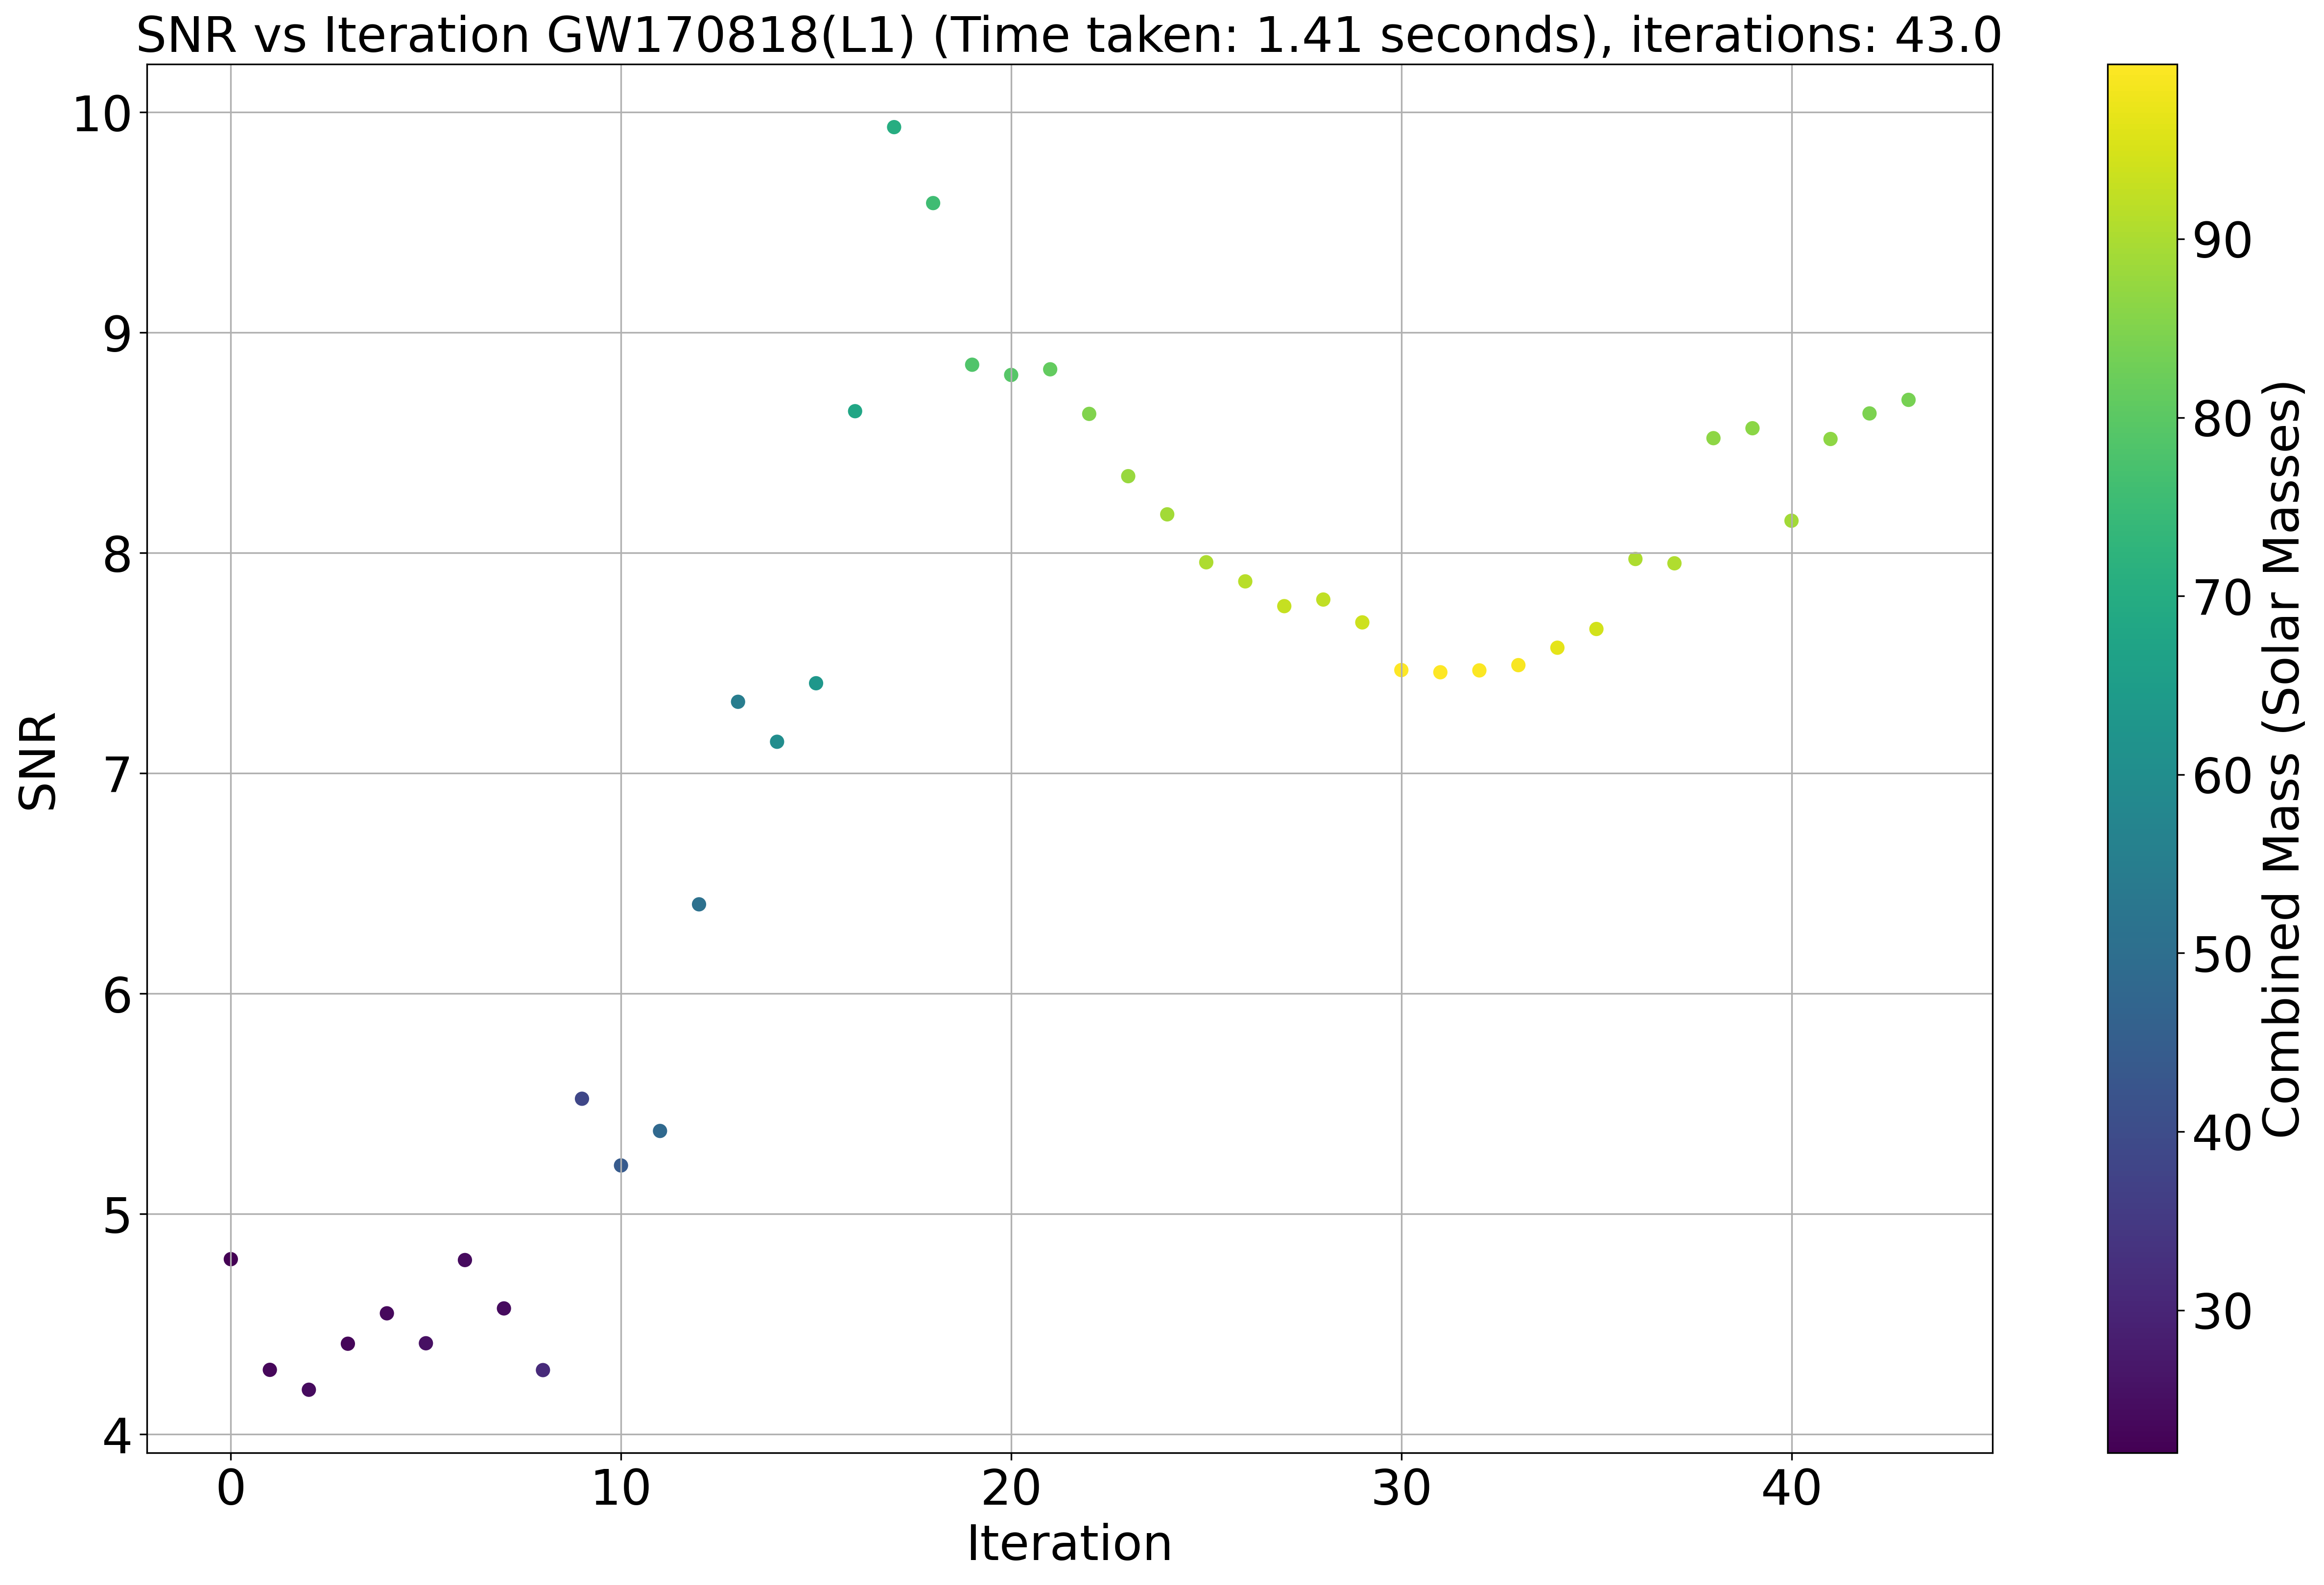 SNR vs Iteration GW170818(L1) (Time taken: 1.41 seconds), iterations: 43.0
10
9
8
7
6
5
4
SNR
0 10 20 30 40
Iteration
90
80
70
60
50
40
30
Combined Mass (Solar Masses)